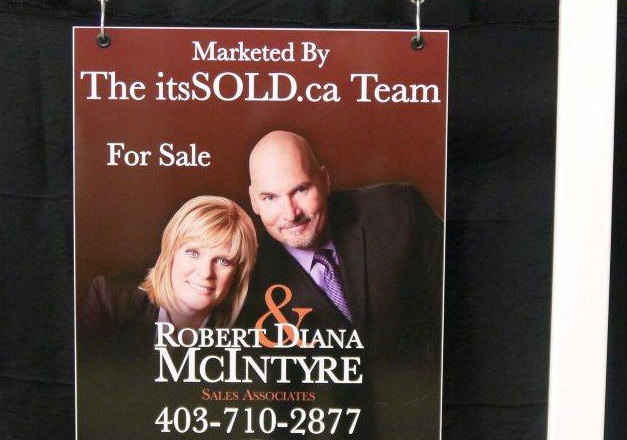 Marketed By
The itsSOLD.ca Team
For Sale
ROBERT & DIANA
MCINTYRE
SALES ASSOCIATES
403-710-2877